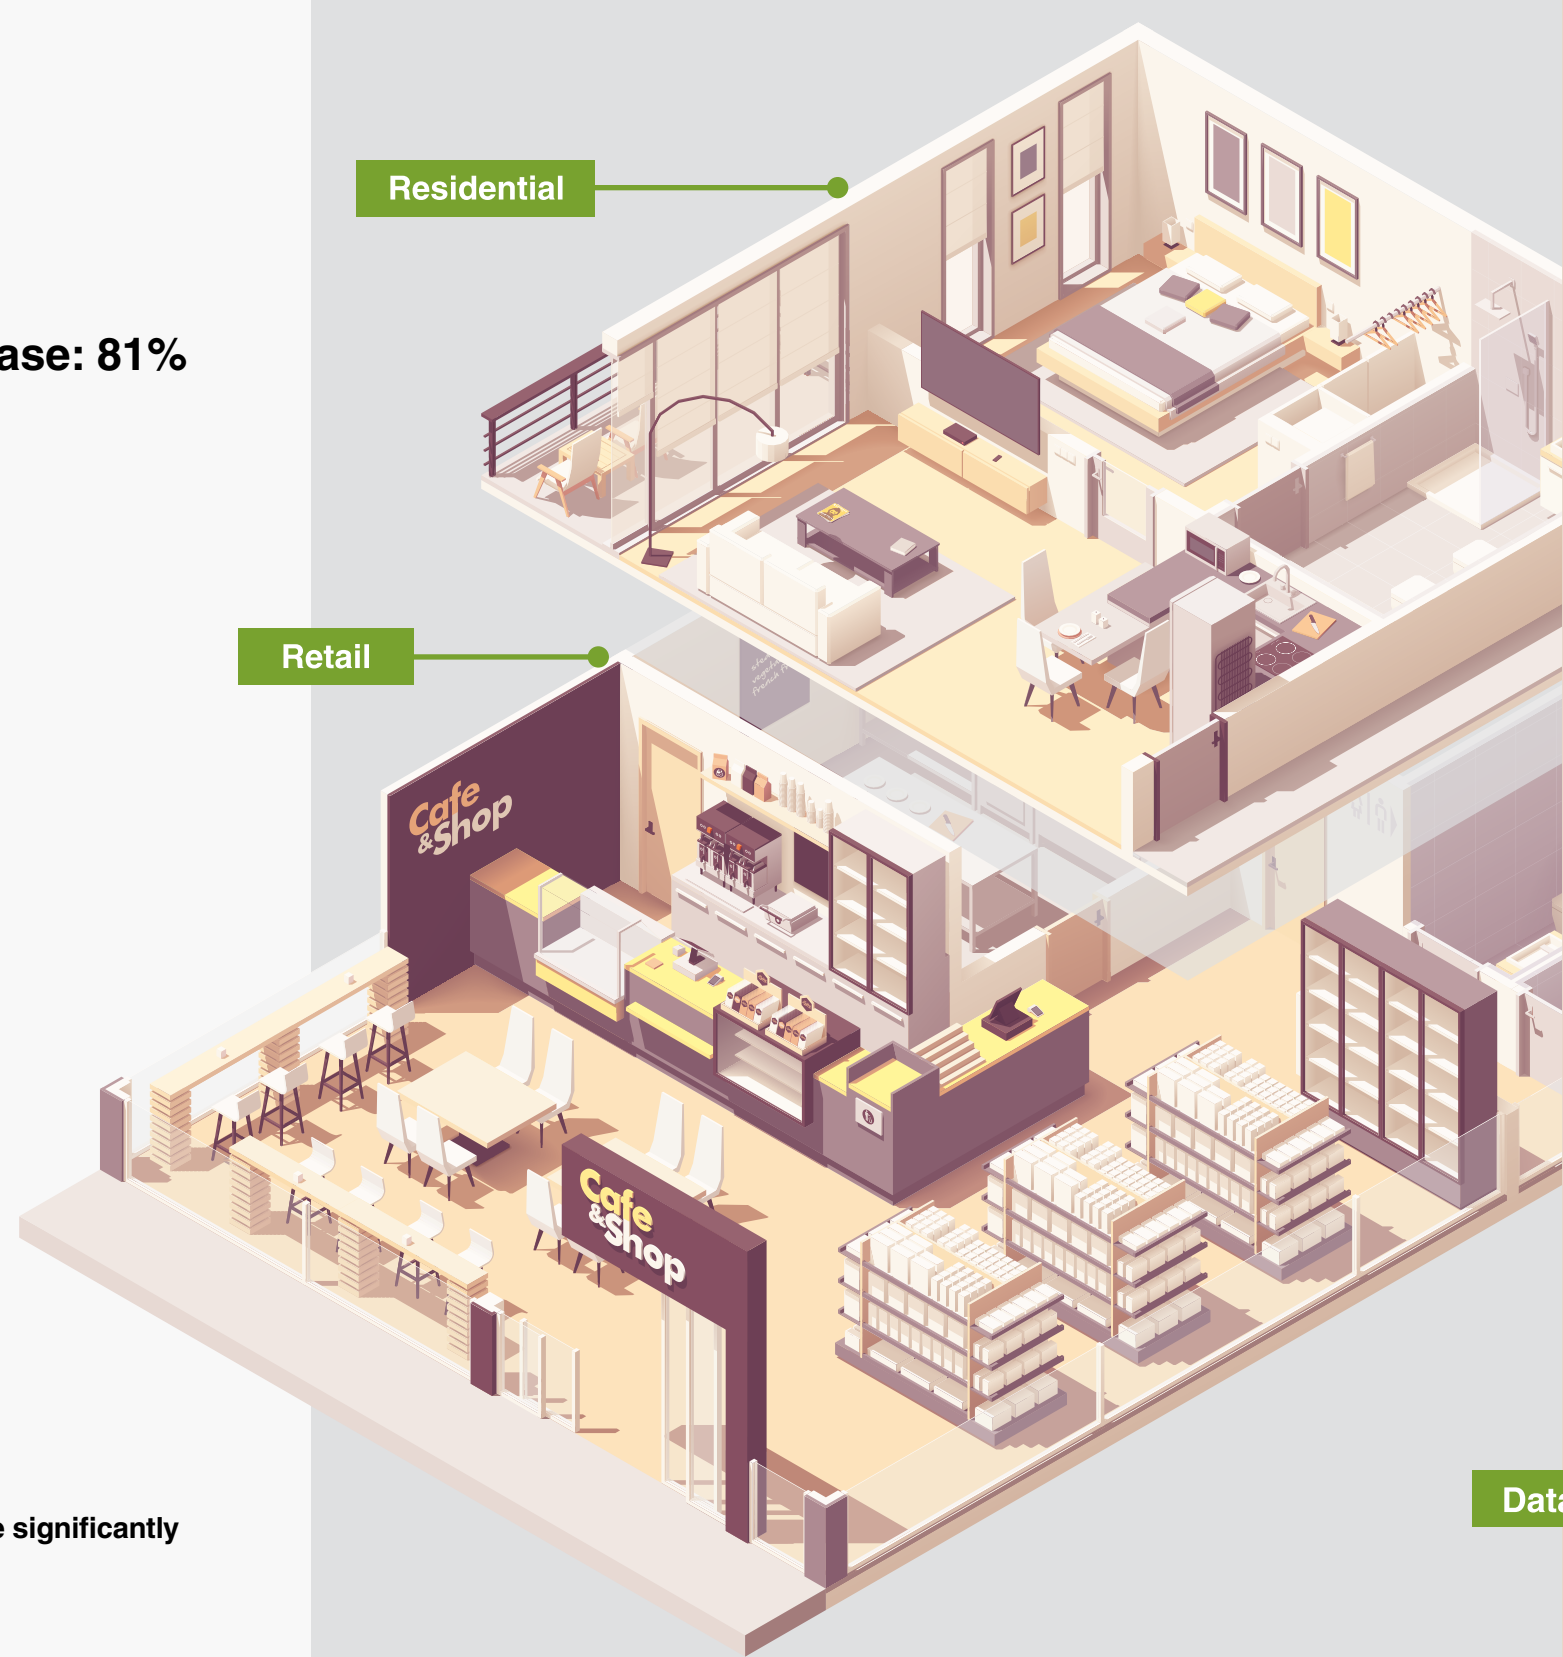 Residential
ase: 81%
Retail
Cafe
&Shop
Cafe
&Shop
Data
e significantly